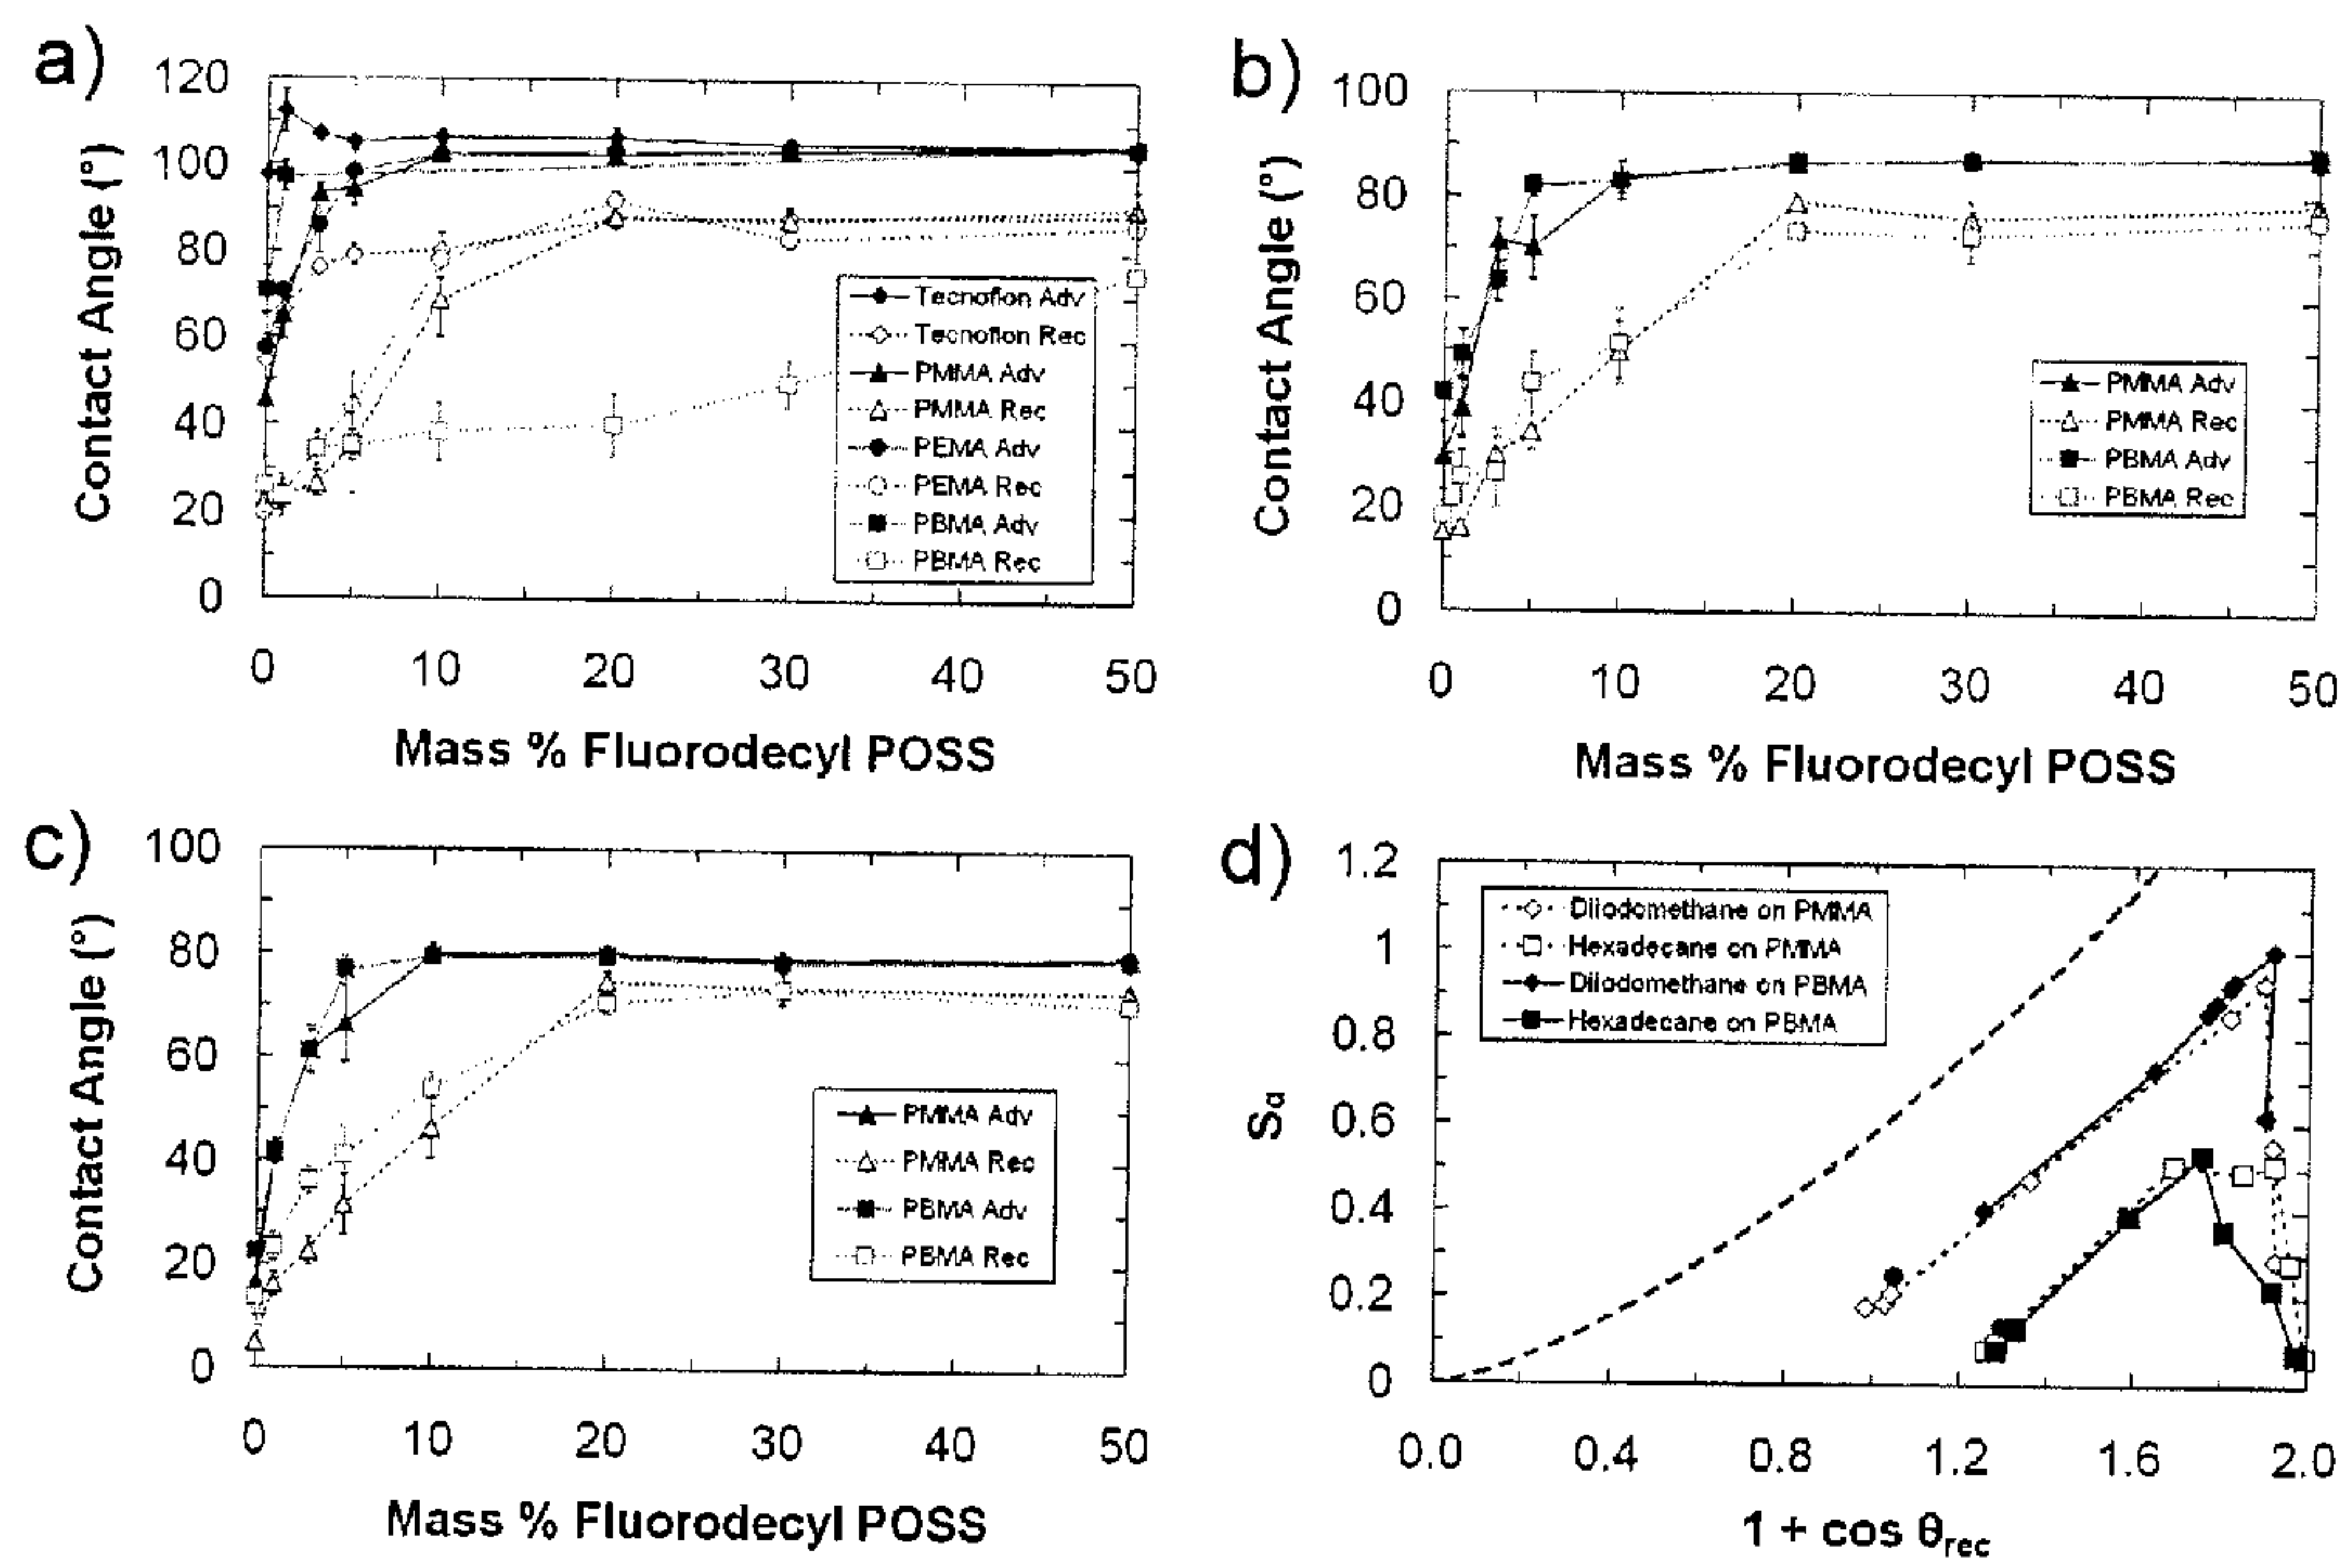 a)
120
100
80
60
40
20
0
Contact Angle (°)
Tecnoflon Adv
Tecnoflon Rec
PMMA Adv
PMMA Rec
PEMA Adv
PEMA Rec
PBMA Adv
PBMA Rec
0 10 20 30 40 50
Mass % Fluorodecyl POSS
b)
100
80
60
40
20
0
Contact Angle (°)
PMMA Adv
PMMA Rec
PBMA Adv
PBMA Rec
0 10 20 30 40 50
Mass % Fluorodecyl POSS
c)
100
80
60
40
20
0
Contact Angle (°)
PMMA Adv
PMMA Rec
PBMA Adv
PBMA Rec
0 10 20 30 40 50
Mass % Fluorodecyl POSS
d)
1.2
1
0.8
0.6
0.4
0.2
0
Sα
Diiodomethane on PMMA
Hexadecane on PMMA
Diiodomethane on PBMA
Hexadecane on PBMA
0.0 0.4 0.8 1.2 1.6 2.0
1 + cos θrec